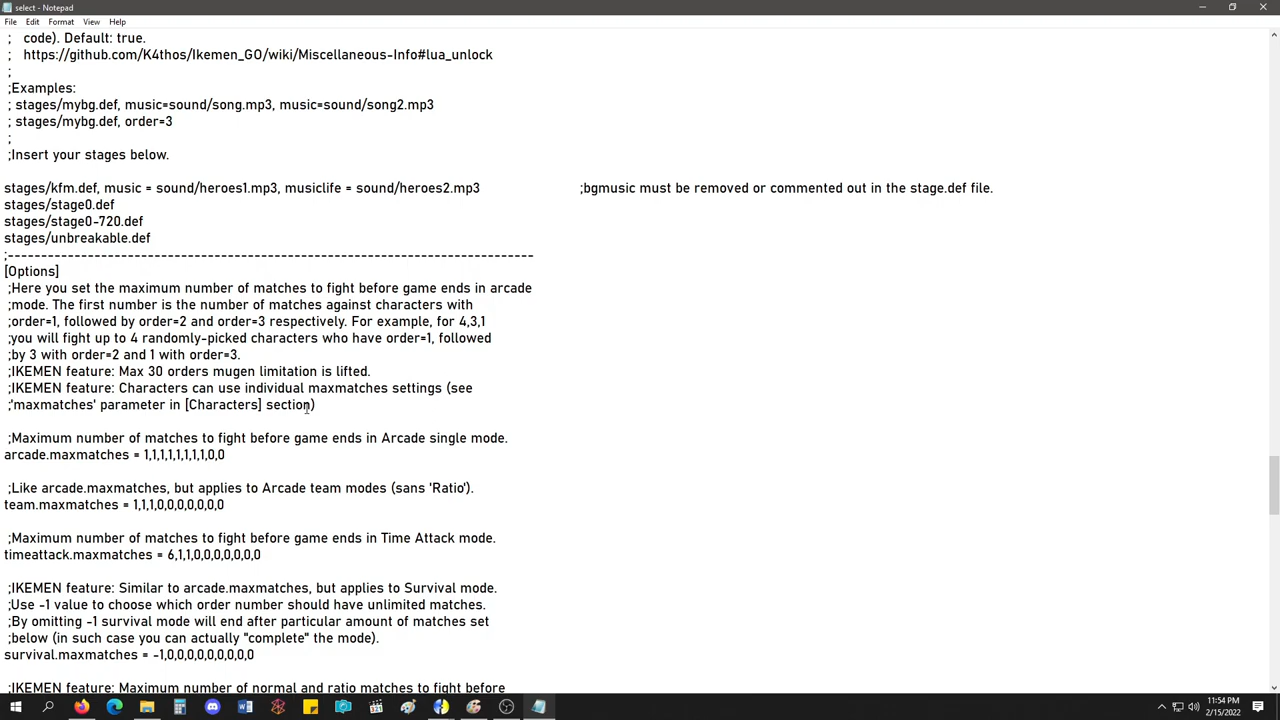 select - Notepad
File Edit Format View Help
;   code). Default: true.
;   https://github.com/K4thos/Ikemen_GO/wiki/Miscellaneous-Info#lua_unlock
;
;Examples:
; stages/mybg.def, music=sound/song.mp3, music=sound/song2.mp3
; stages/mybg.def, order=3
;
;Insert your stages below.
stages/kfm.def, music = sound/heroes1.mp3, musiclife = sound/heroes2.mp3 ;bgmusic must be removed or commented out in the stage.def file.
stages/stage0.def
stages/stage0-720.def
stages/unbreakable.def
;-------------------------------------------------------------------------------
[Options]
;Here you set the maximum number of matches to fight before game ends in arcade
;mode. The first number is the number of matches against characters with
;order=1, followed by order=2 and order=3 respectively. For example, for 4,3,1
;you will fight up to 4 randomly-picked characters who have order=1, followed
;by 3 with order=2 and 1 with order=3.
;IKEMEN feature: Max 30 orders mugen limitation is lifted.
;IKEMEN feature: Characters can use individual maxmatches settings (see
;'maxmatches' parameter in [Characters] section)
;Maximum number of matches to fight before game ends in Arcade single mode.
arcade.maxmatches = 1,1,1,1,1,1,1,1,0,0
;Like arcade.maxmatches, but applies to Arcade team modes (sans 'Ratio').
team.maxmatches = 1,1,1,0,0,0,0,0,0,0
;Maximum number of matches to fight before game ends in Time Attack mode.
timeattack.maxmatches = 6,1,1,0,0,0,0,0,0,0
;IKEMEN feature: Similar to arcade.maxmatches, but applies to Survival mode.
;Use -1 value to choose which order number should have unlimited matches.
;By omitting -1 survival mode will end after particular amount of matches set
;below (in such case you can actually "complete" the mode).
survival.maxmatches = -1,0,0,0,0,0,0,0,0,0
;IKEMEN feature: Maximum number of normal and ratio matches to fight before
11:54 PM
2/15/2022